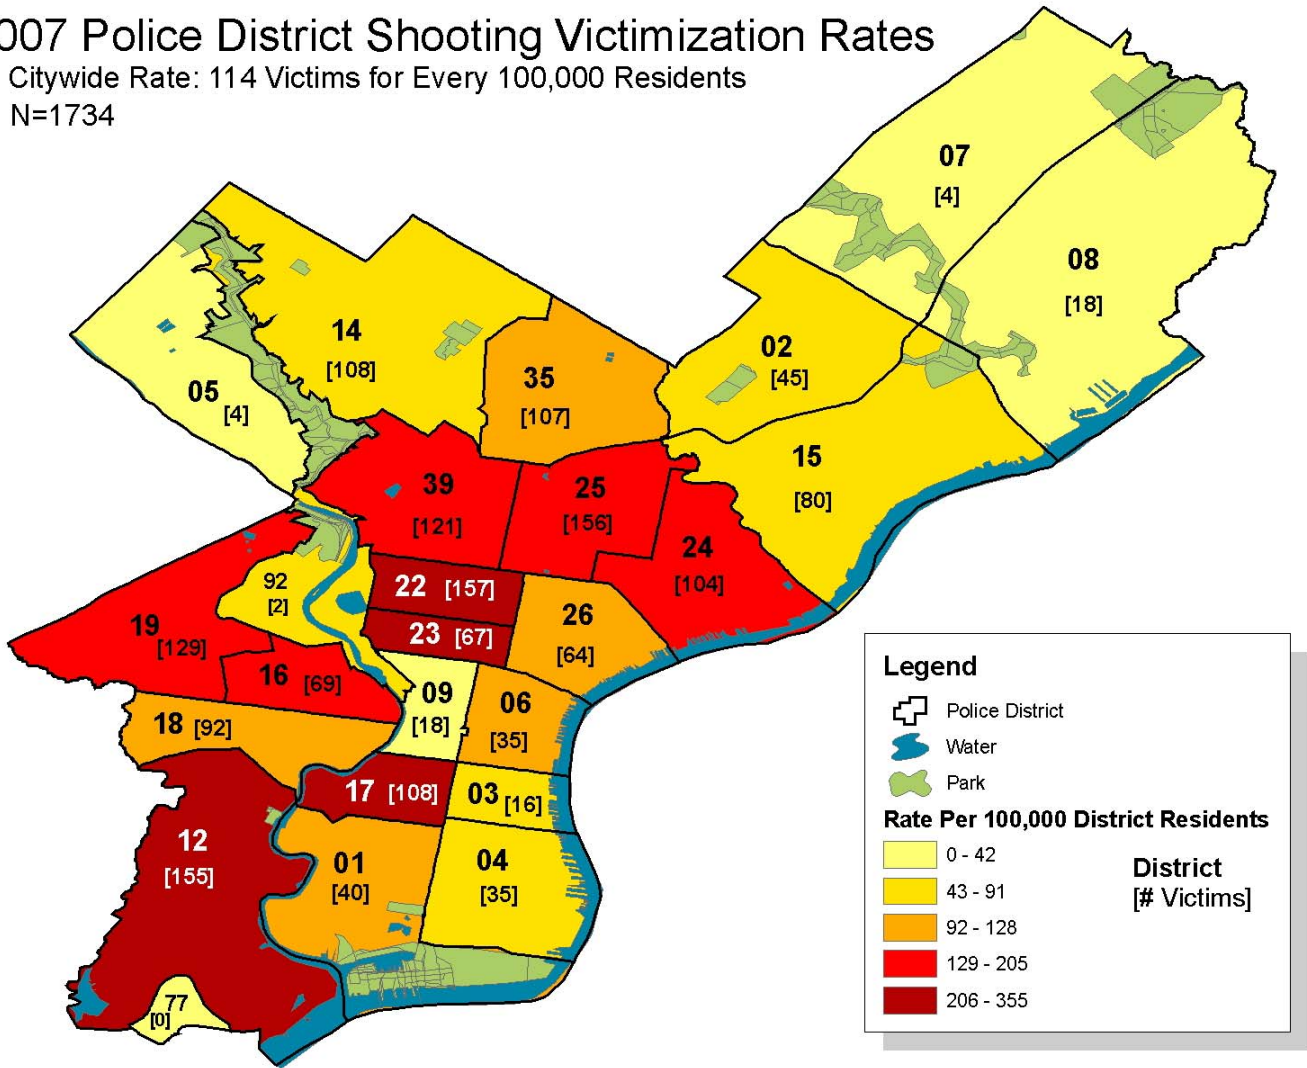 007 Police District Shooting Victimization Rates
Citywide Rate: 114 Victims for Every 100,000 Residents
N=1734
07
[4]
08
[18]
14
[108]
02
[45]
35
[107]
05
[4]
15
[80]
39
[121]
25
[156]
24
[104]
92
[2]
22 [157]
23 [67]
26
[64]
19
[129]
16 [69]
09
[18]
06
[35]
18 [92]
17 [108]
03 [16]
12
[155]
01
[40]
04
[35]
77
[0]
Legend
Police District
Water
Park
Rate Per 100,000 District Residents
0 - 42
43 - 91
92 - 128
129 - 205
206 - 355
District
[# Victims]